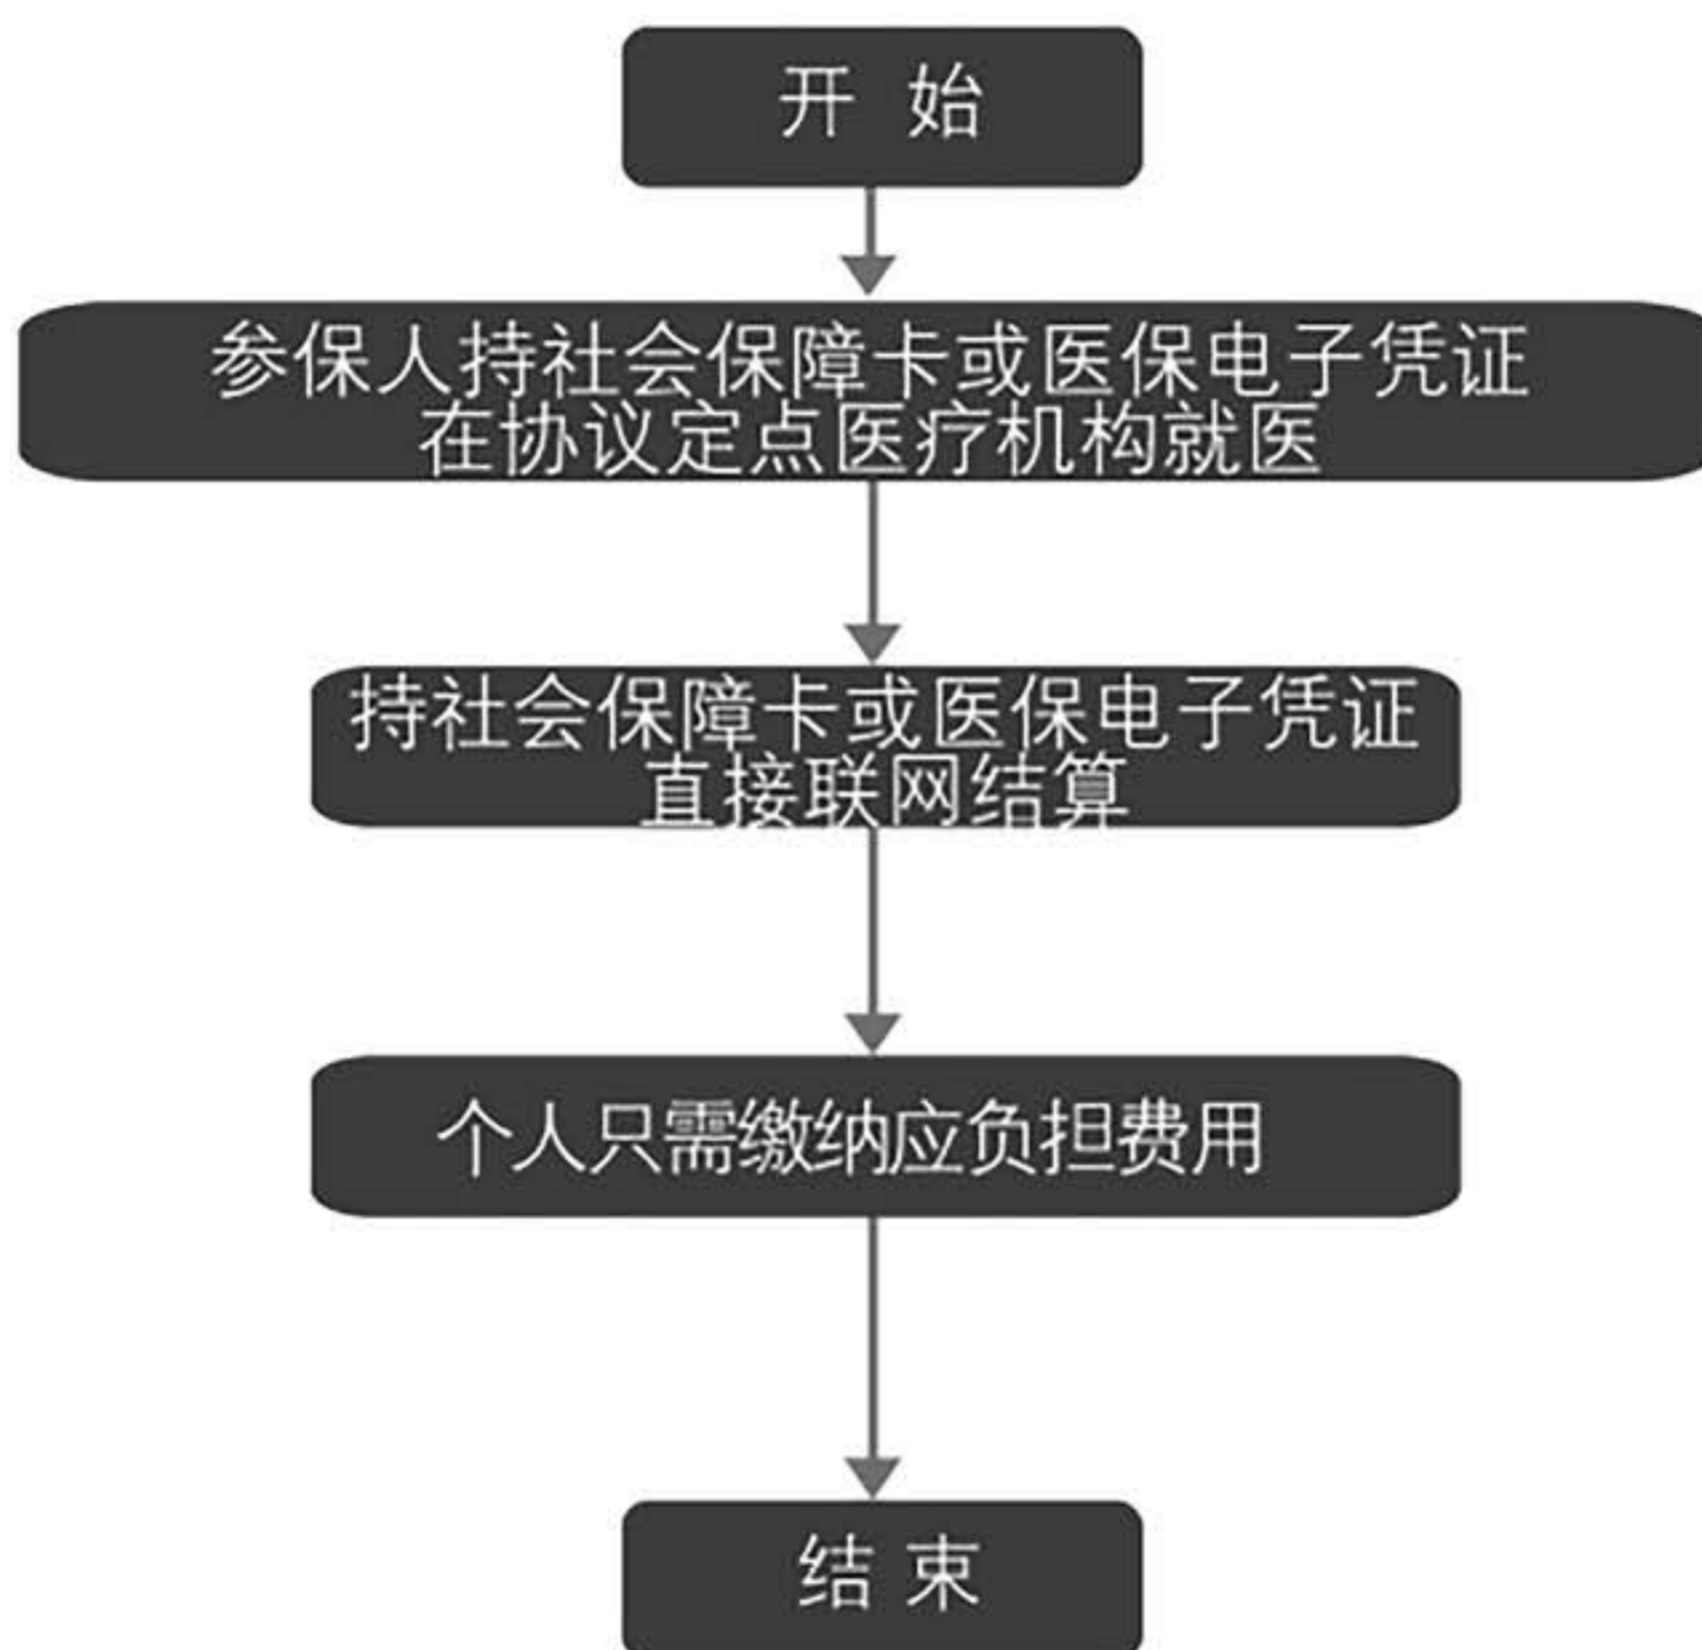 开 始
参保人持社会保障卡或医保电子凭证
在协议定点医疗机构就医
持社会保障卡或医保电子凭证
直接联网结算
个人只需缴纳应负担费用
结 束